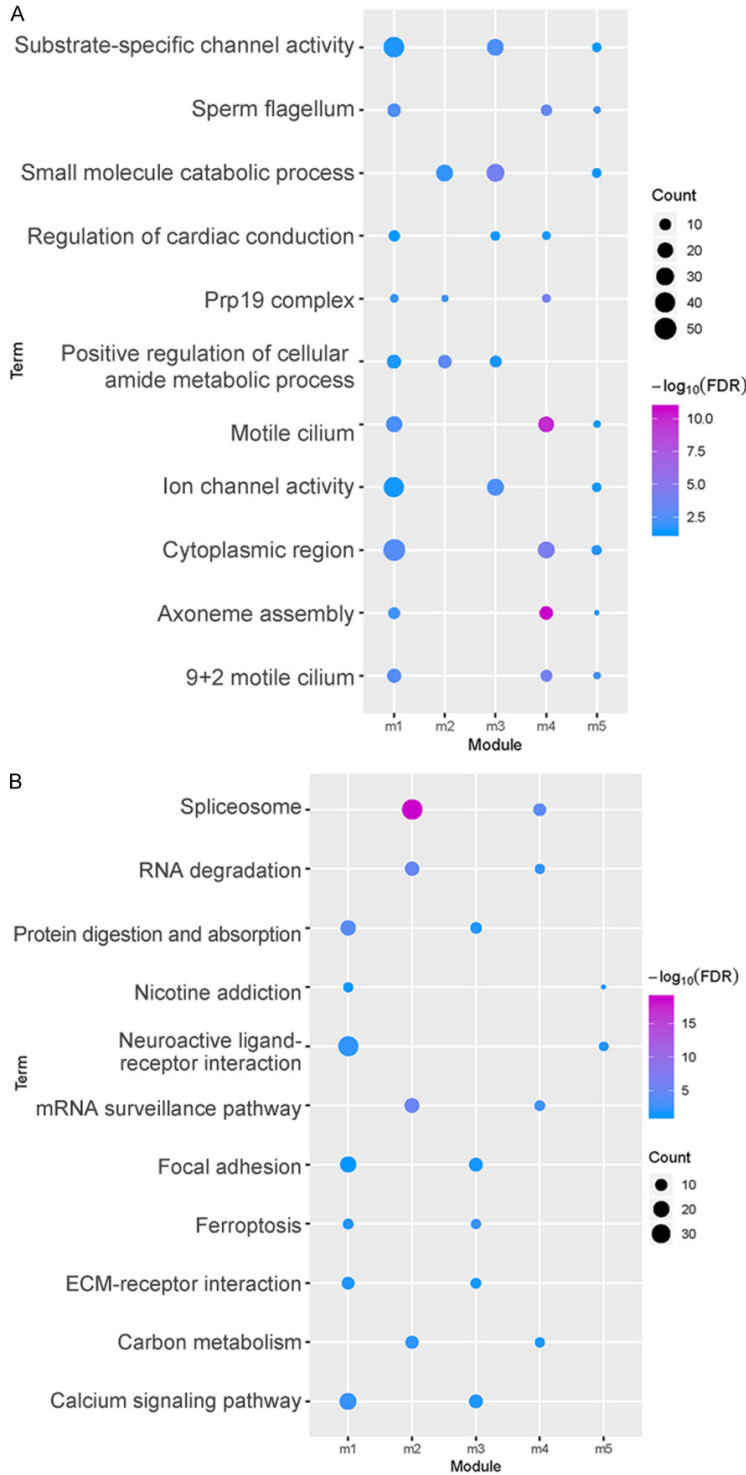 A
Substrate-specific channel activity
Sperm flagellum
Small molecule catabolic process
Regulation of cardiac conduction
Prp19 complex
Positive regulation of cellular
amide metabolic process
Motile cilium
Ion channel activity
Cytoplasmic region
Axoneme assembly
9+2 motile cilium
Term
m1 m2 m3 m4 m5
Module
Count
10
20
30
40
50
−log₁₀(FDR)
10.0
7.5
5.0
2.5
B
Spliceosome
RNA degradation
Protein digestion and absorption
Nicotine addiction
Neuroactive ligand-
receptor interaction
mRNA surveillance pathway
Focal adhesion
Ferroptosis
ECM-receptor interaction
Carbon metabolism
Calcium signaling pathway
Term
m1 m2 m3 m4 m5
Module
−log₁₀(FDR)
15
10
5
Count
10
20
30